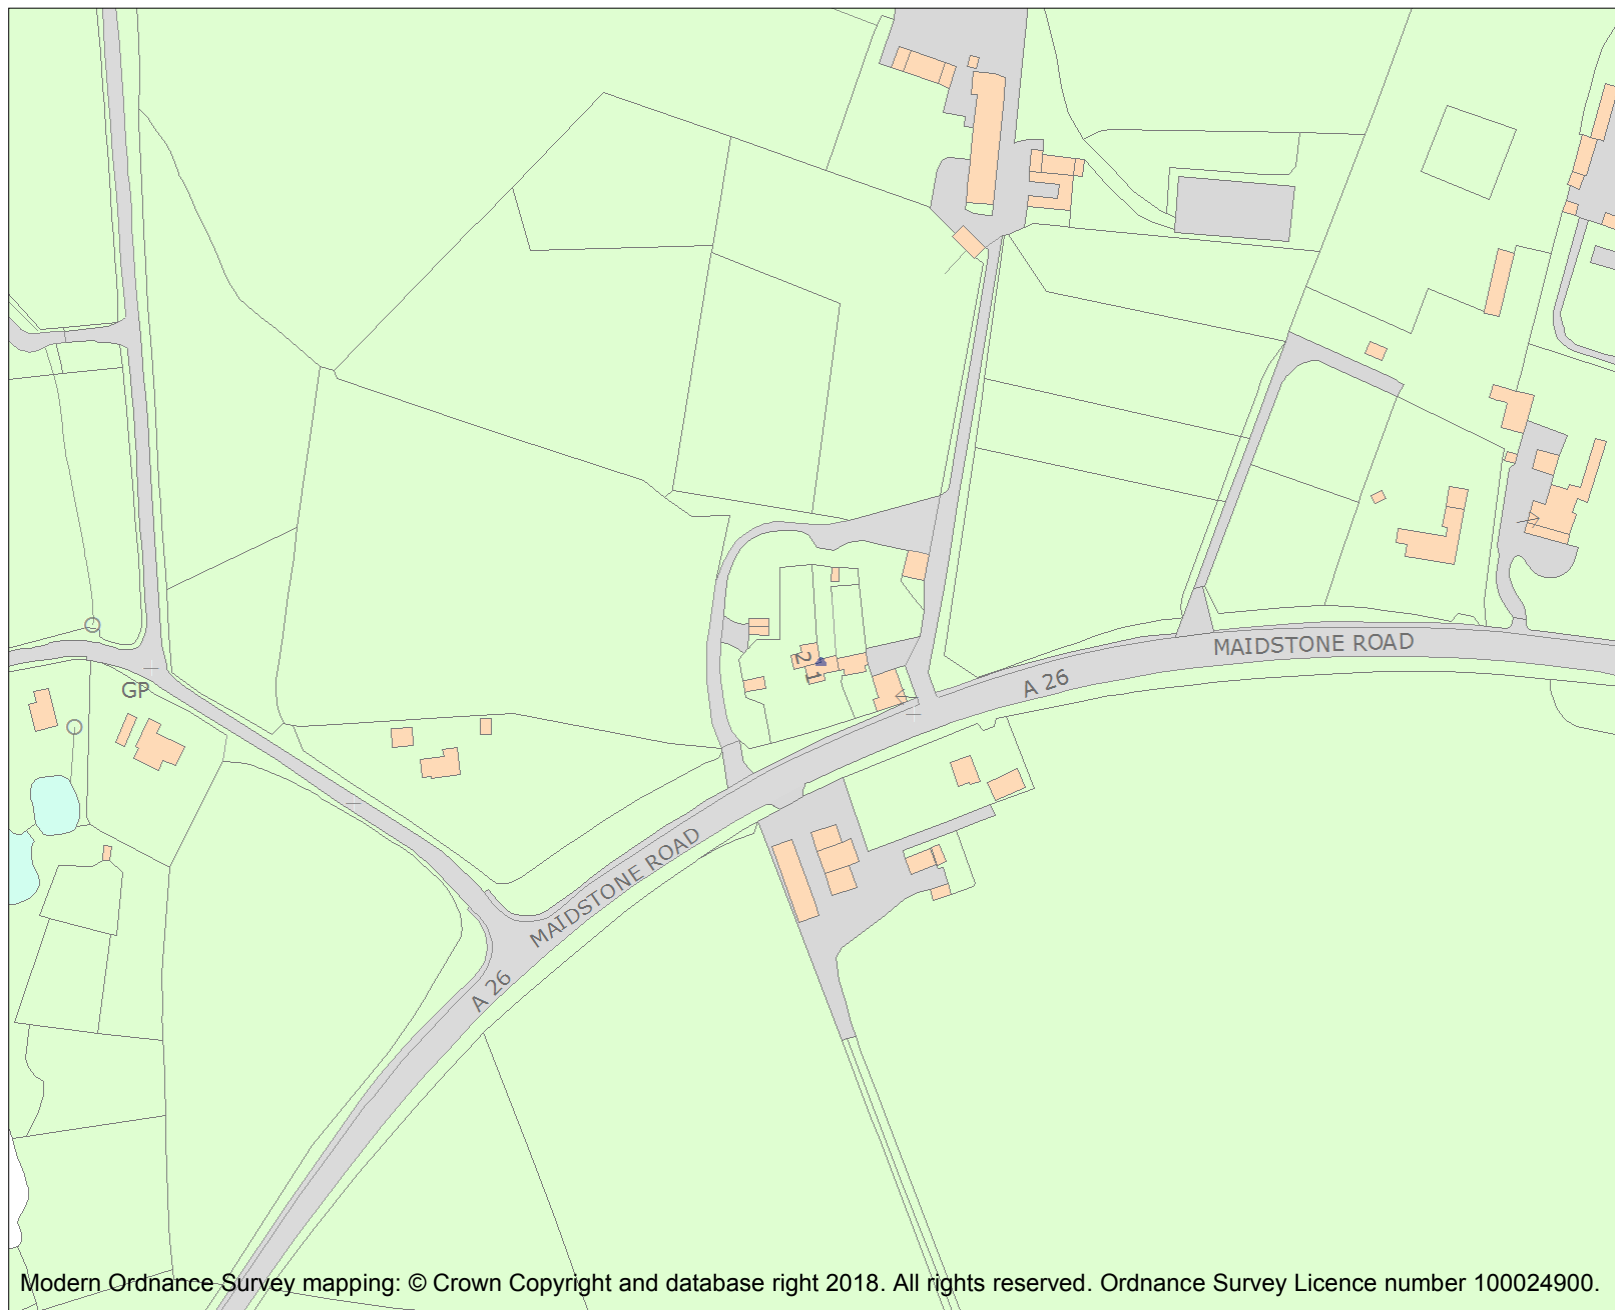 MAIDSTONE ROAD
2
1
GP
A 26
MAIDSTONE ROAD
A 26
Modern Ordnance Survey mapping: © Crown Copyright and database right 2018. All rights reserved. Ordnance Survey Licence number 100024900.